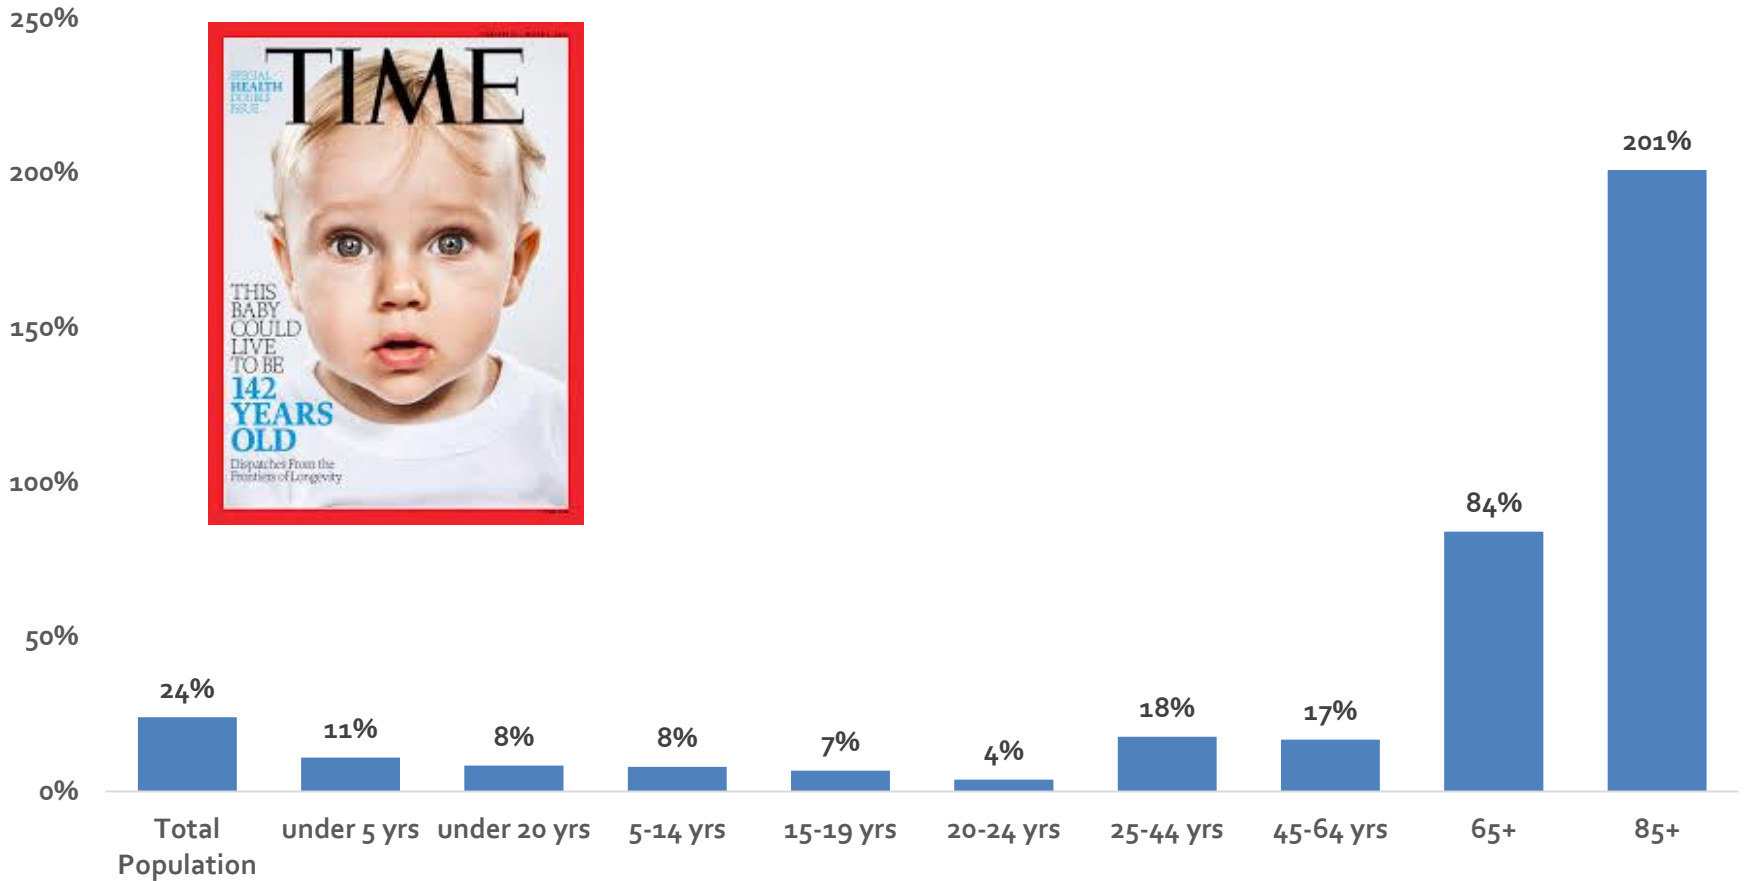 250%
200%
150%
100%
50%
0%
TIME
SPECIAL
HEALTH
DOUBLE
ISSUE
THIS
BABY
COULD
LIVE
TO BE
142
YEARS
OLD
Dispatches From the
Frontiers of Longevity
24%
11%
8%
8%
7%
4%
18%
17%
84%
201%
Total
Population
under 5 yrs
under 20 yrs
5-14 yrs
15-19 yrs
20-24 yrs
25-44 yrs
45-64 yrs
65+
85+